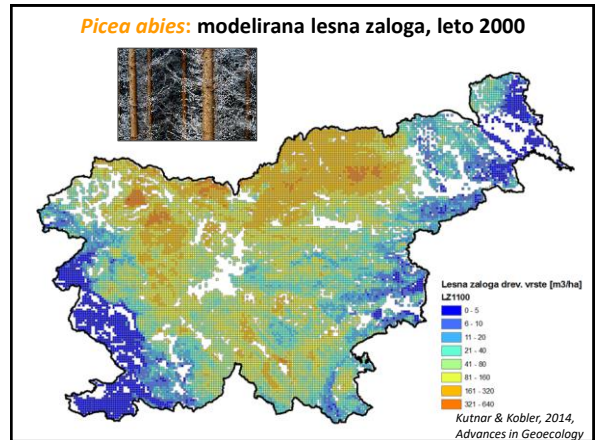 Picea abies: modelirana lesna zaloga, leto 2000
Lesna zaloga drev. vrste [m3/ha]
LZ1100
0 - 5
6 - 10
11 - 20
21 - 40
41 - 80
81 - 160
161 - 320
321 - 640
Kutnar & Kobler, 2014,
Advances in Geoecology